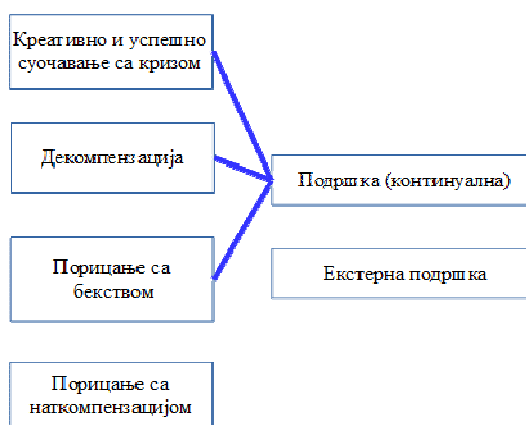 Креативно и успешно
суочавање са кризом
Декомпензација
Подршка (континуална)
Порицање са
бекством
Екстерна подршка
Порицање са
наткомпензацијом